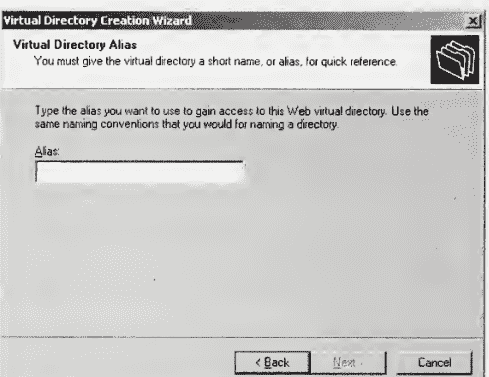 Virtual Directory Creation Wizard
Virtual Directory Alias
You must give the virtual directory a short name, or alias, for quick reference.
Type the alias you want to use to gain access to this Web virtual directory. Use the
same naming conventions that you would for naming a directory.
Alias:
< Back
Next
Cancel